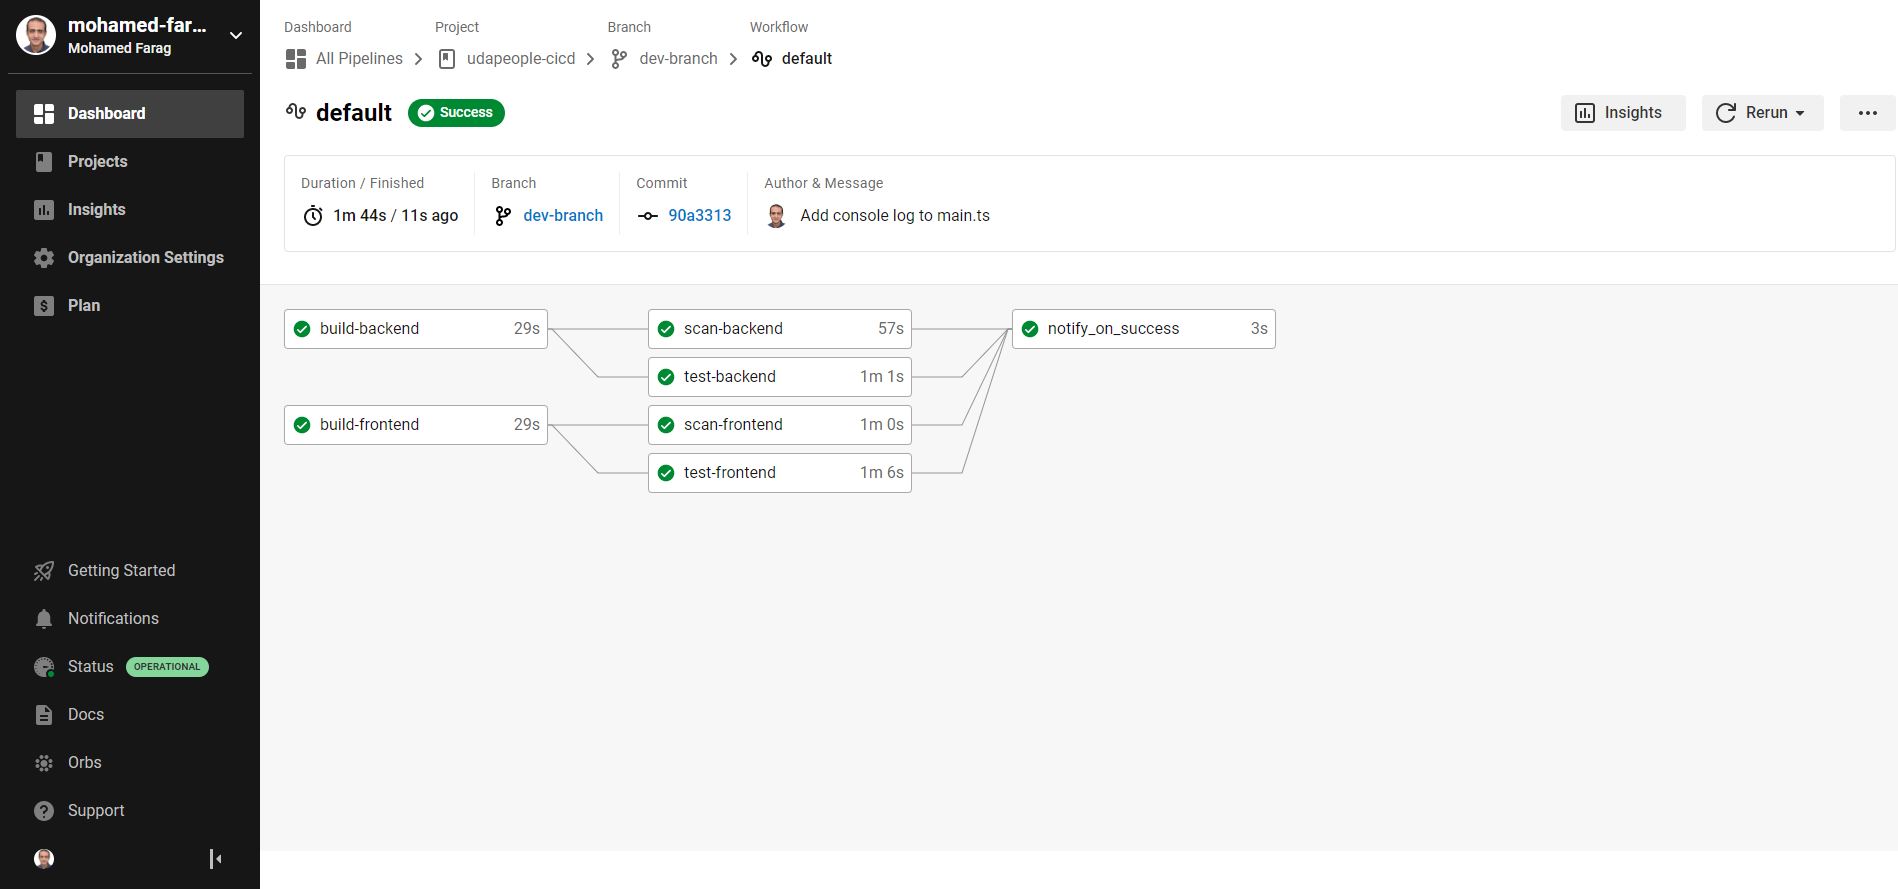 mohamed-far...
Mohamed Farag
Dashboard
Projects
Insights
Organization Settings
Plan
Getting Started
Notifications
Status OPERATIONAL
Docs
Orbs
Support
Dashboard Project Branch Workflow
All Pipelines udapeople-cicd dev-branch default
default Success
Insights Rerun
Duration / Finished Branch Commit Author & Message
1m 44s / 11s ago dev-branch 90a3313 Add console log to main.ts
build-backend 29s scan-backend 57s notify_on_success 3s
test-backend 1m 1s
build-frontend 29s scan-frontend 1m 0s
test-frontend 1m 6s